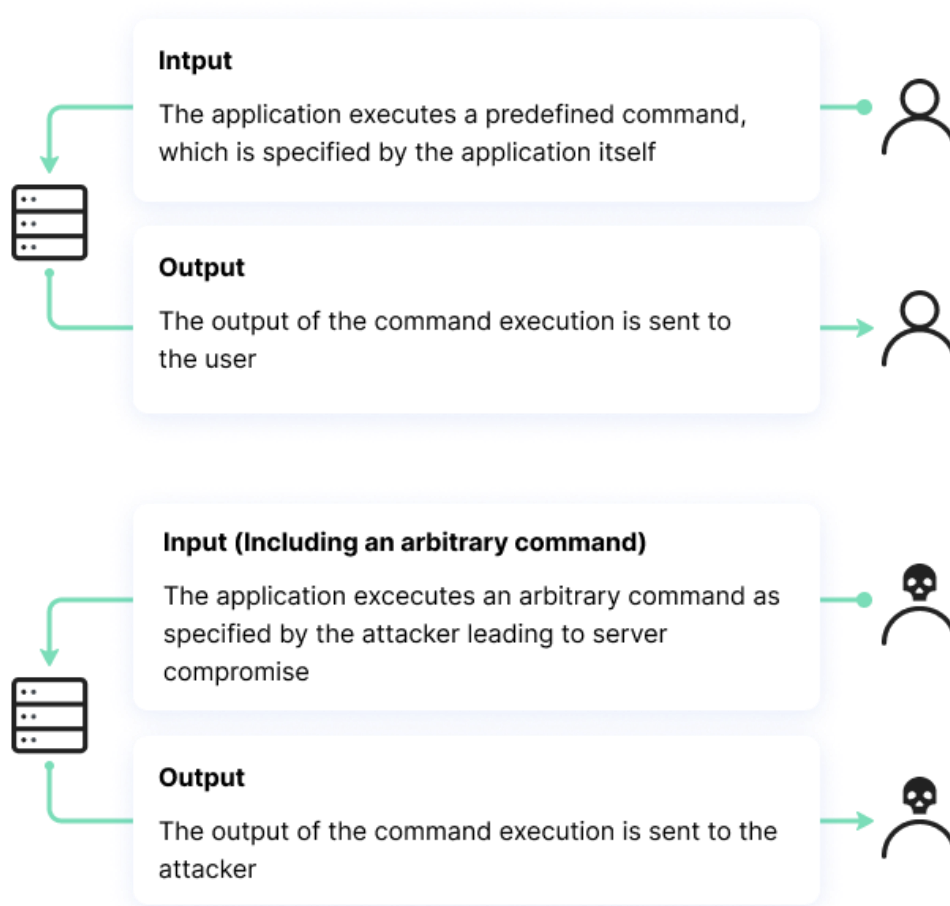 Intput
The application executes a predefined command,
which is specified by the application itself
Output
The output of the command execution is sent to
the user
Input (Including an arbitrary command)
The application excecutes an arbitrary command as
specified by the attacker leading to server
compromise
Output
The output of the command execution is sent to the
attacker